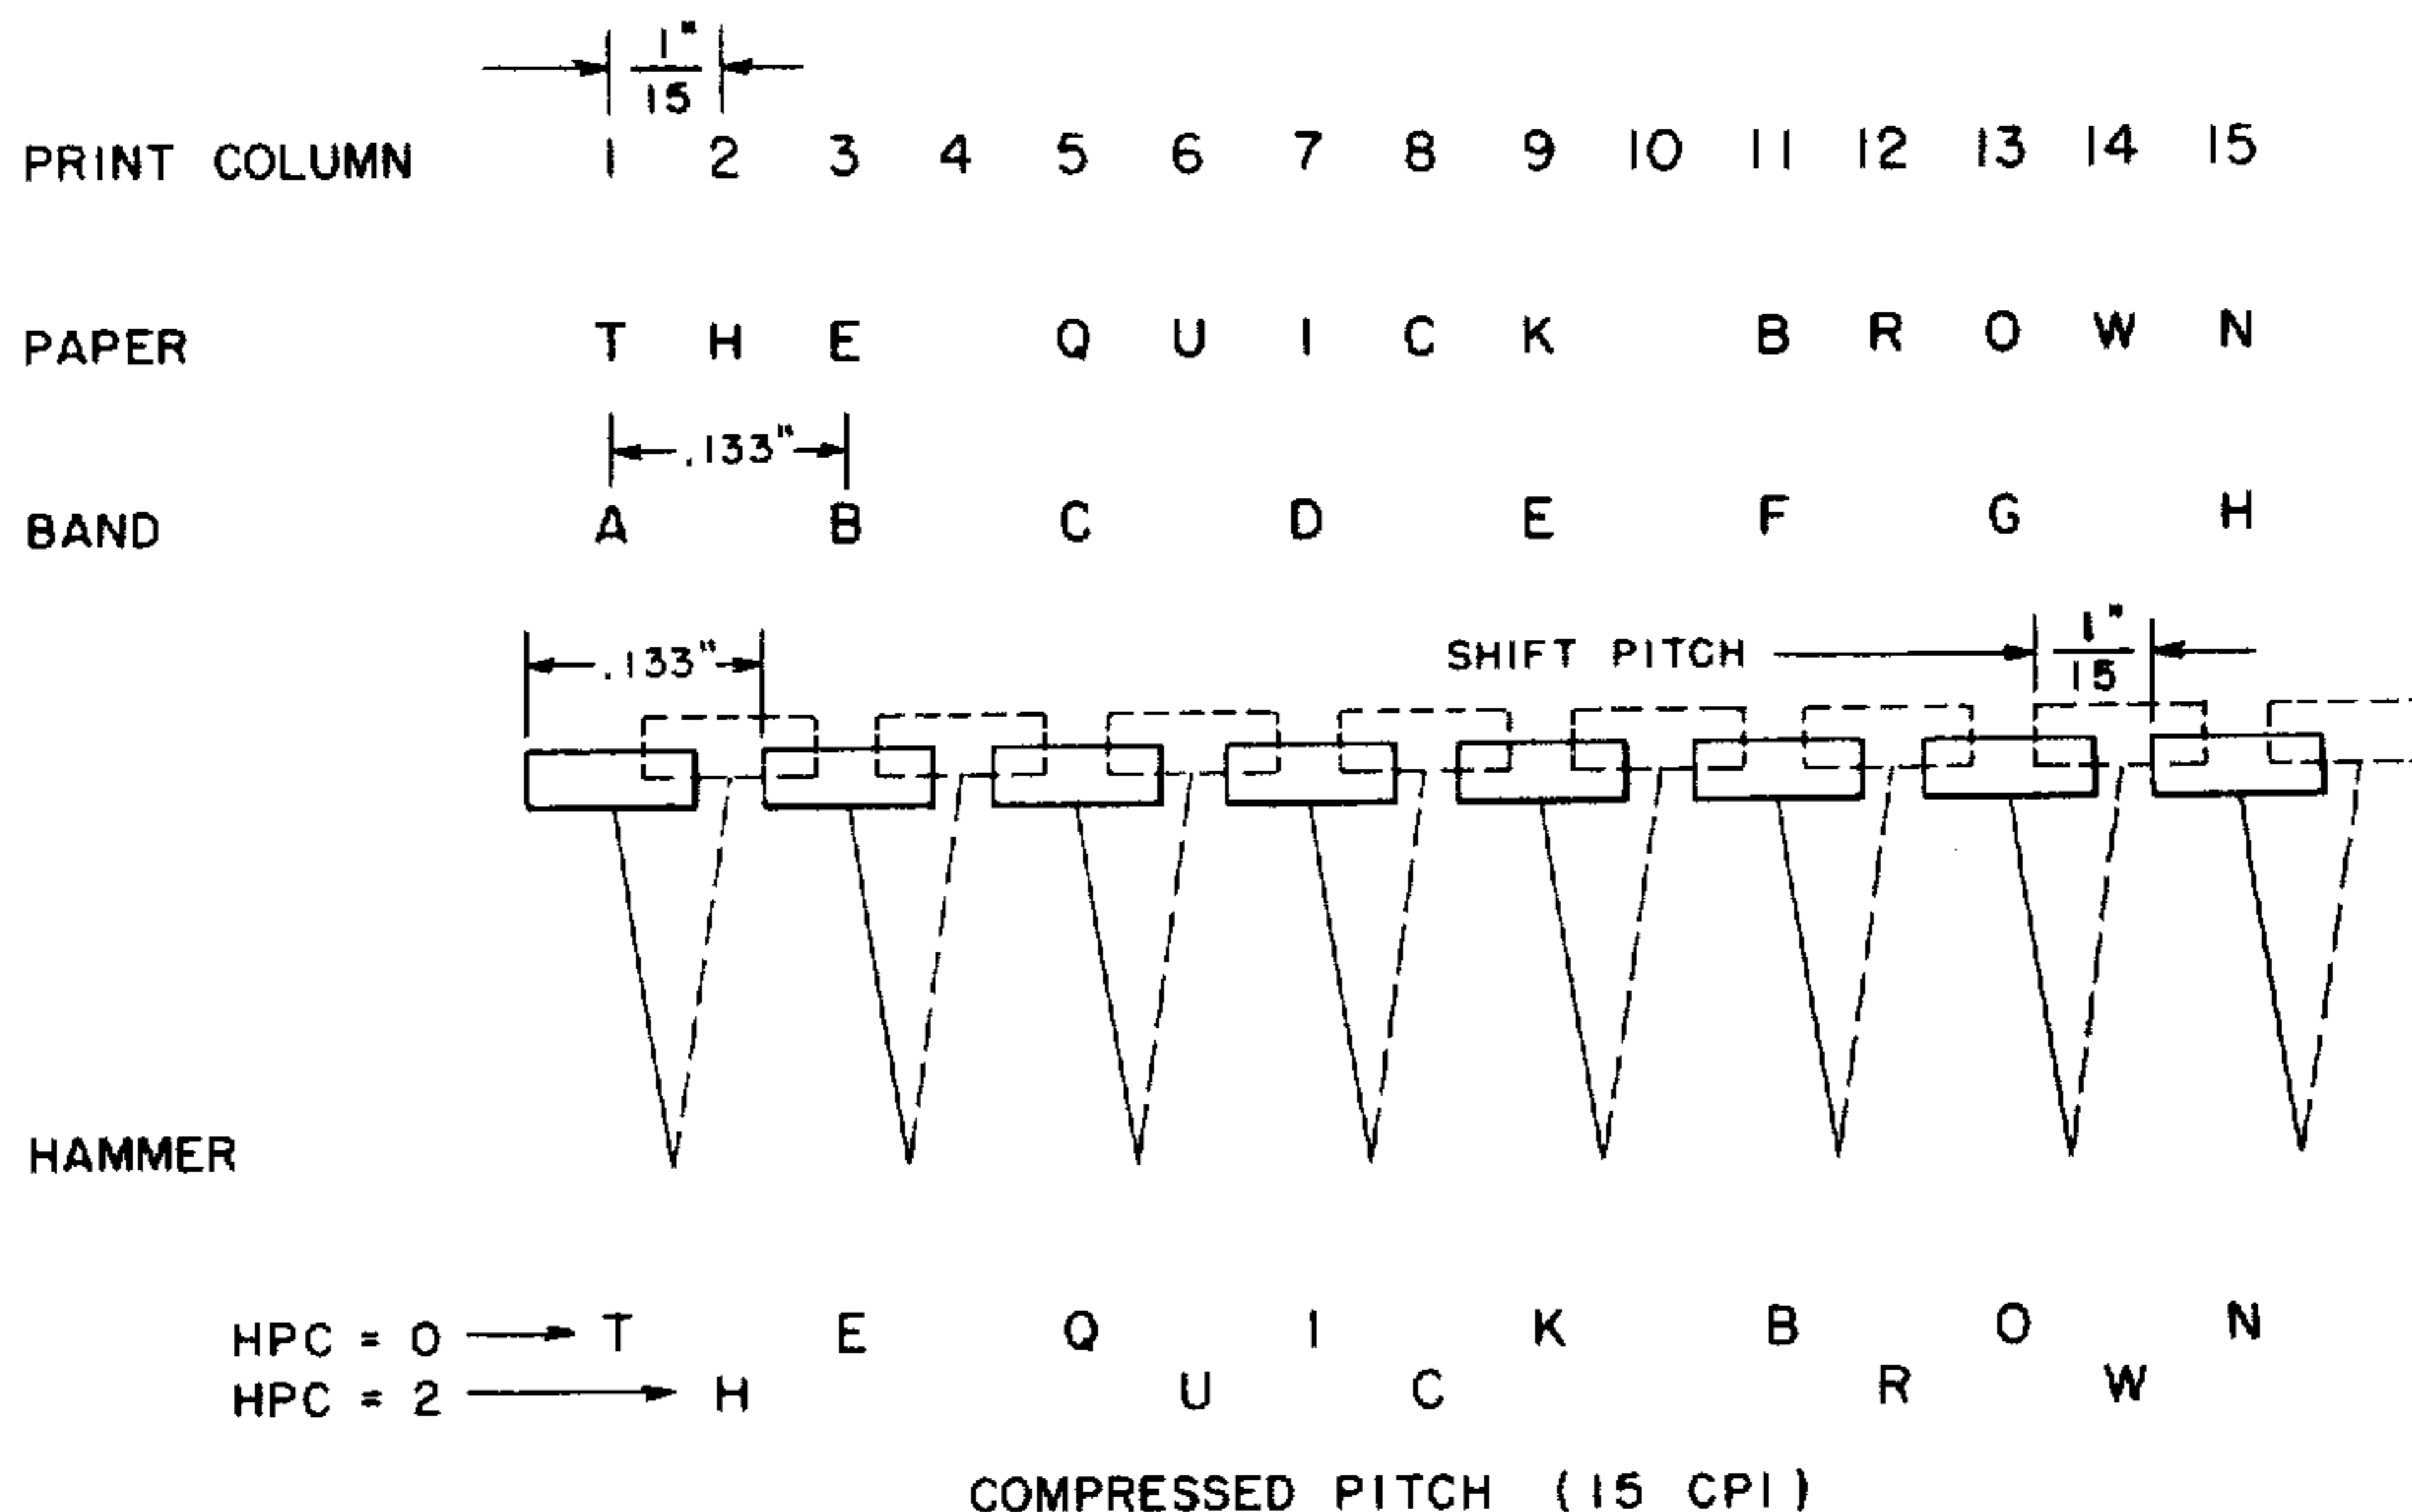 1"
15
PRINT COLUMN 1 2 3 4 5 6 7 8 9 10 11 12 13 14 15
PAPER T H E Q U I C K B R O W N
.133"
BAND A B C D E F G H
.133" SHIFT PITCH 1"
15
HAMMER
HPC = 0 T E Q I K B O N
HPC = 2 H U C R W
COMPRESSED PITCH (15 CPI)